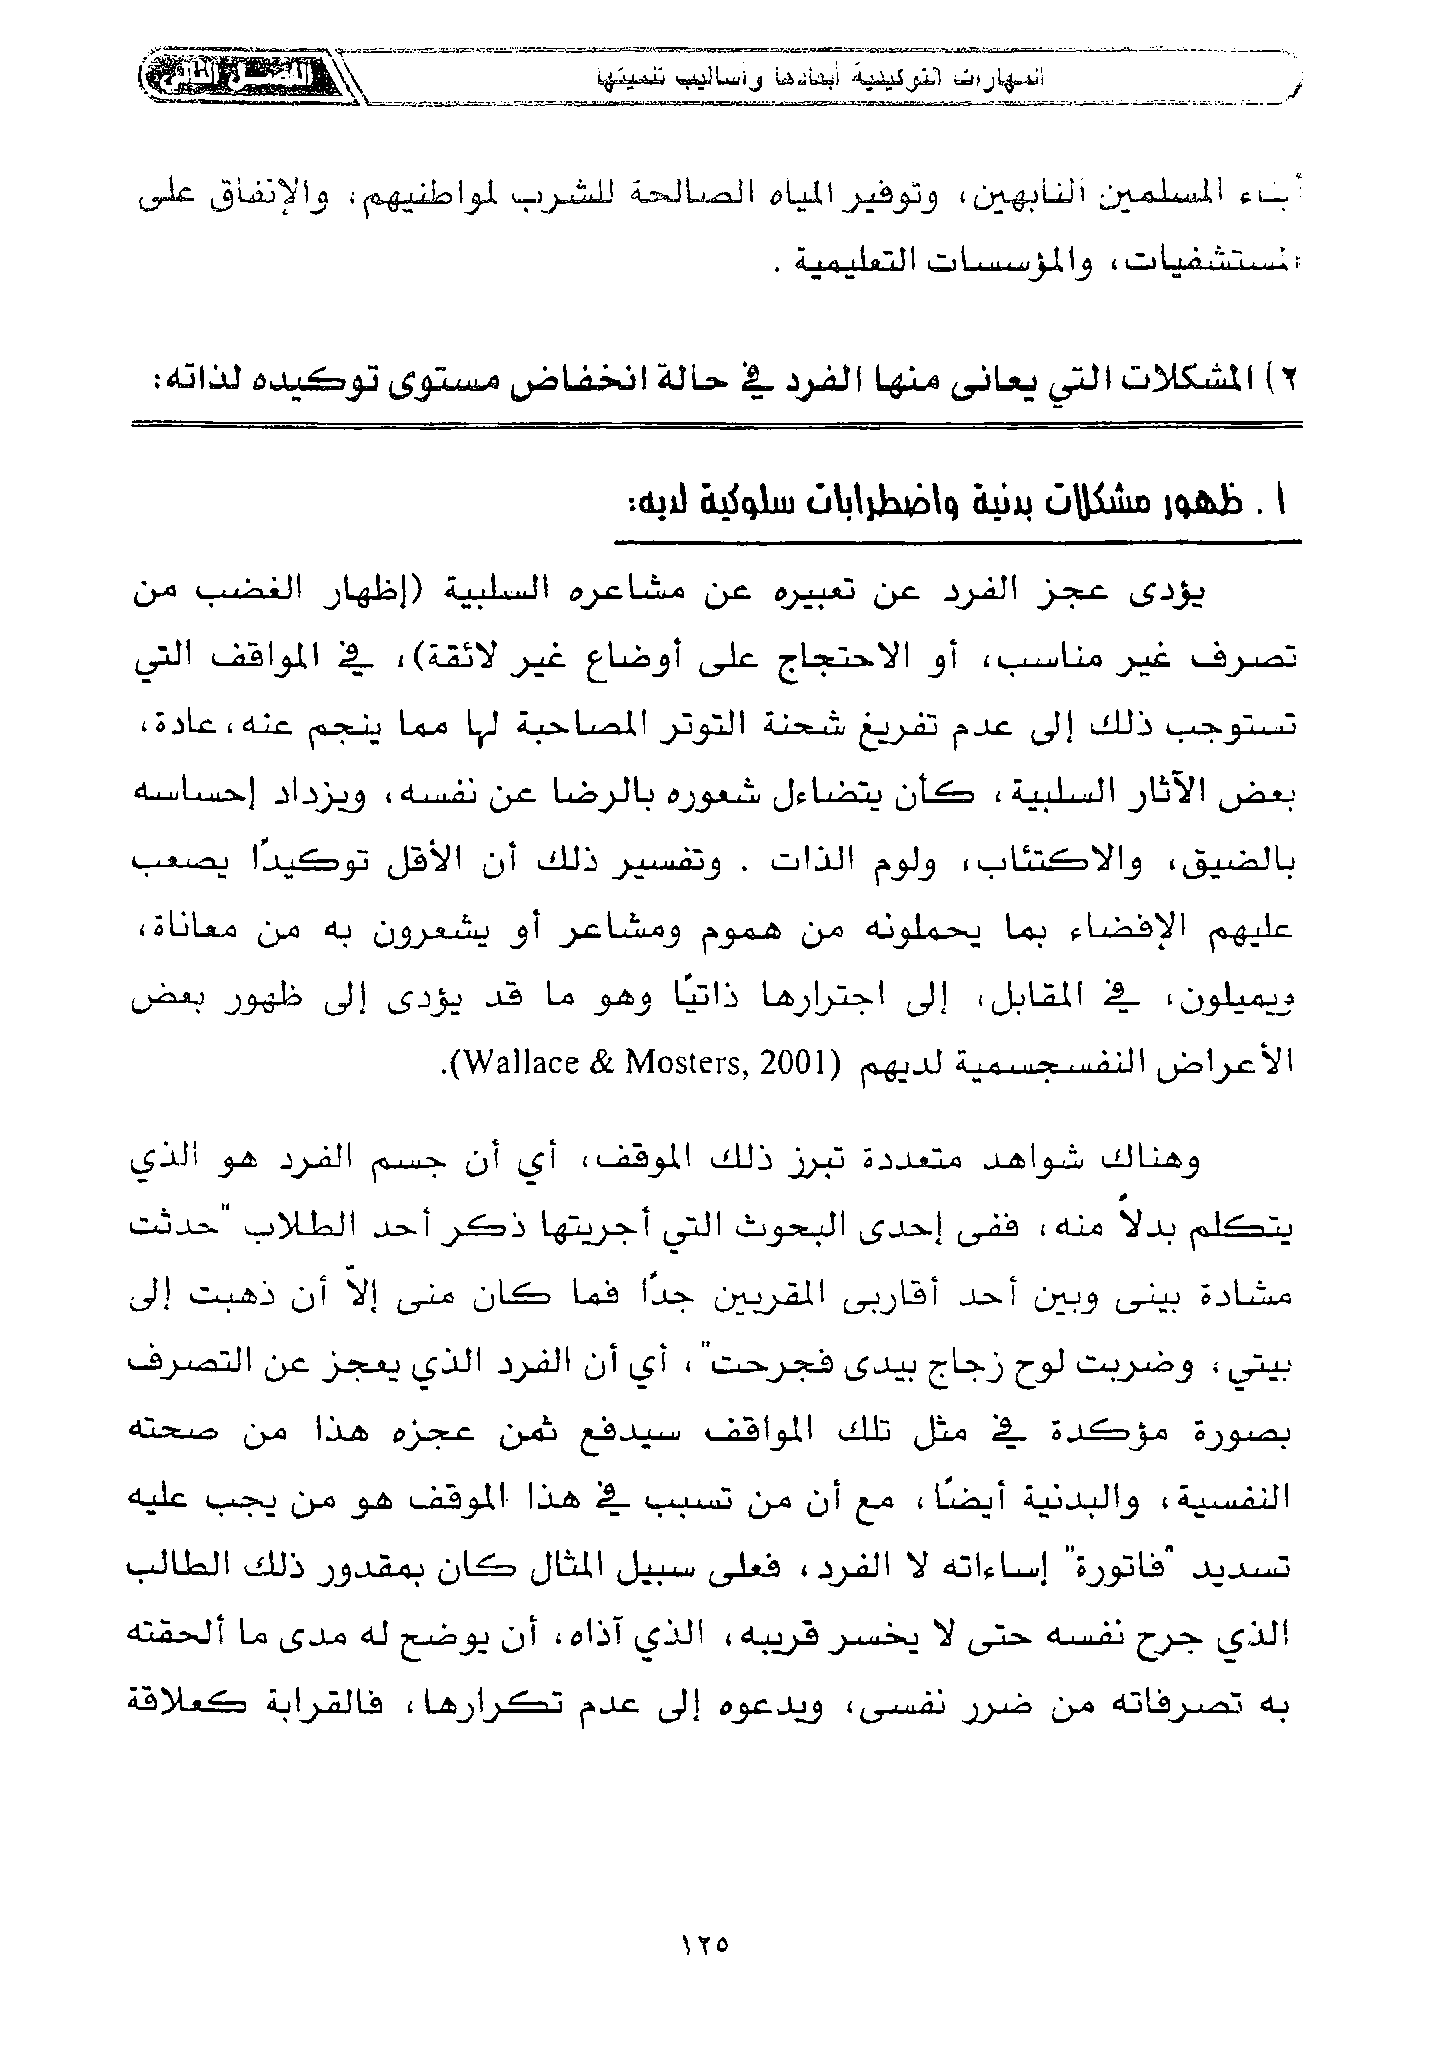 المهارات التوكيدية أبعادها وأساليب تنميتها
الفصل الثاني
أبناء المسلمين النابهين، وتوفير المياه الصالحة للشرب لمواطنيهم، والإنفاق على
المستشفيات، والمؤسسات التعليمية .
٢) المشكلات التي يعانى منها الفرد في حالة انخفاض مستوى توكيده لذاته:
١ . ظهور مشكلات بدنية واضطرابات سلوكية لديه:
يؤدى عجز الفرد عن تعبيره عن مشاعره السلبية (إظهار الغضب من
تصرف غير مناسب، أو الاحتجاج على أوضاع غير لائقة)، في المواقف التي
تستوجب ذلك إلى عدم تفريغ شحنة التوتر المصاحبة لها مما ينجم عنه، عادة،
بعض الآثار السلبية، كأن يتضاءل شعوره بالرضا عن نفسه، ويزداد إحساسه
بالضيق، والاكتئاب، ولوم الذات . وتفسير ذلك أن الأقل توكيدًا يصعب
عليهم الإفضاء بما يحملونه من هموم ومشاعر أو يشعرون به من معاناة،
ويميلون، في المقابل، إلى اجترارها ذاتيًا وهو ما قد يؤدى إلى ظهور بعض
الأعراض النفسجسمية لديهم (Wallace & Mosters, 2001).
وهناك شواهد متعددة تبرز ذلك الموقف، أي أن جسم الفرد هو الذي
يتكلم بدلاً منه، ففى إحدى البحوث التي أجريتها ذكر أحد الطلاب "حدثت
مشادة بينى وبين أحد أقاربى المقربين جدًا فما كان منى إلاّ أن ذهبت إلى
بيتي، وضربت لوح زجاج بيدى فجرحت"، أي أن الفرد الذي يعجز عن التصرف
بصورة مؤكدة في مثل تلك المواقف سيدفع ثمن عجزه هذا من صحته
النفسية، والبدنية أيضًا، مع أن من تسبب في هذا الموقف هو من يجب عليه
تسديد "فاتورة" إساءاته لا الفرد، فعلى سبيل المثال كان بمقدور ذلك الطالب
الذي جرح نفسه حتى لا يخسر قريبه، الذي آذاه، أن يوضح له مدى ما ألحقته
به تصرفاته من ضرر نفسى، ويدعوه إلى عدم تكرارها، فالقرابة كعلاقة
١٢٥